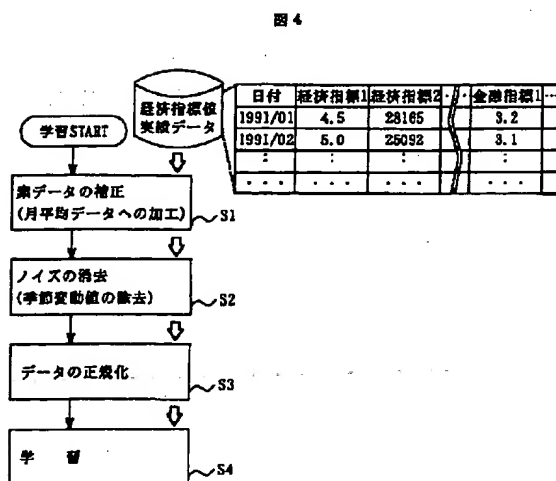 図 4
日付 経済指標1 経済指標2 ・・ 金融指標1 ・・・
1991/01 4.5 28165 3.2
1991/02 5.0 25092 3.1
: : : :
・・・ ・・・ ・・・ ・・・
経済指標値
実績データ
学習START
素データの補正
(月平均データへの加工)
S1
ノイズの消去
(季節変動値の除去)
S2
データの正規化
S3
学 習
S4